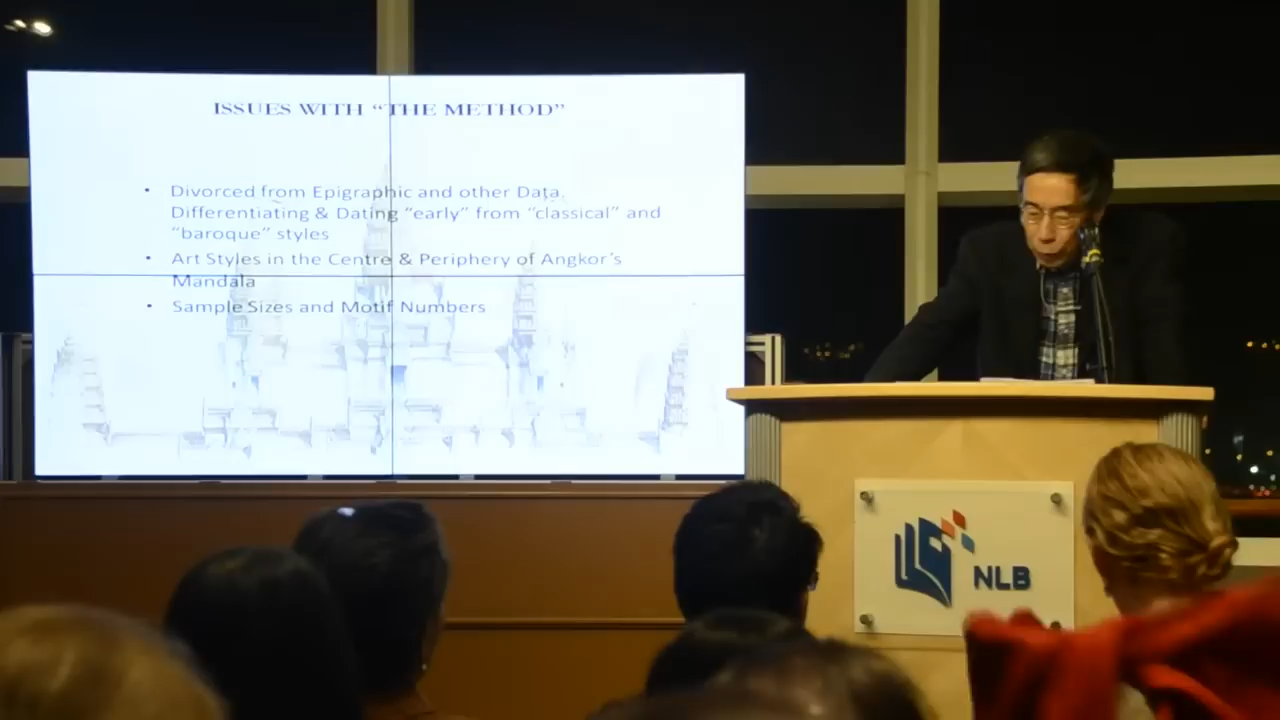 ISSUES WITH “THE METHOD”
• Divorced from Epigraphic and other Data,
Differentiating & Dating “early” from “classical” and
“baroque” styles
• Art Styles in the Centre & Periphery of Angkor’s
Mandala
• Sample Sizes and Motif Numbers
NLB